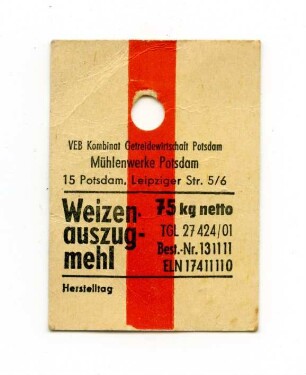 VEB Kombinat Getreidewirtschaft Potsdam
Mühlenwerke Potsdam
15 Potsdam, Leipziger Str. 5/6
Weizen-
auszug-
mehl
75 kg netto
TGL 27 424/01
Best.-Nr. 131111
ELN 17411110
Herstelltag